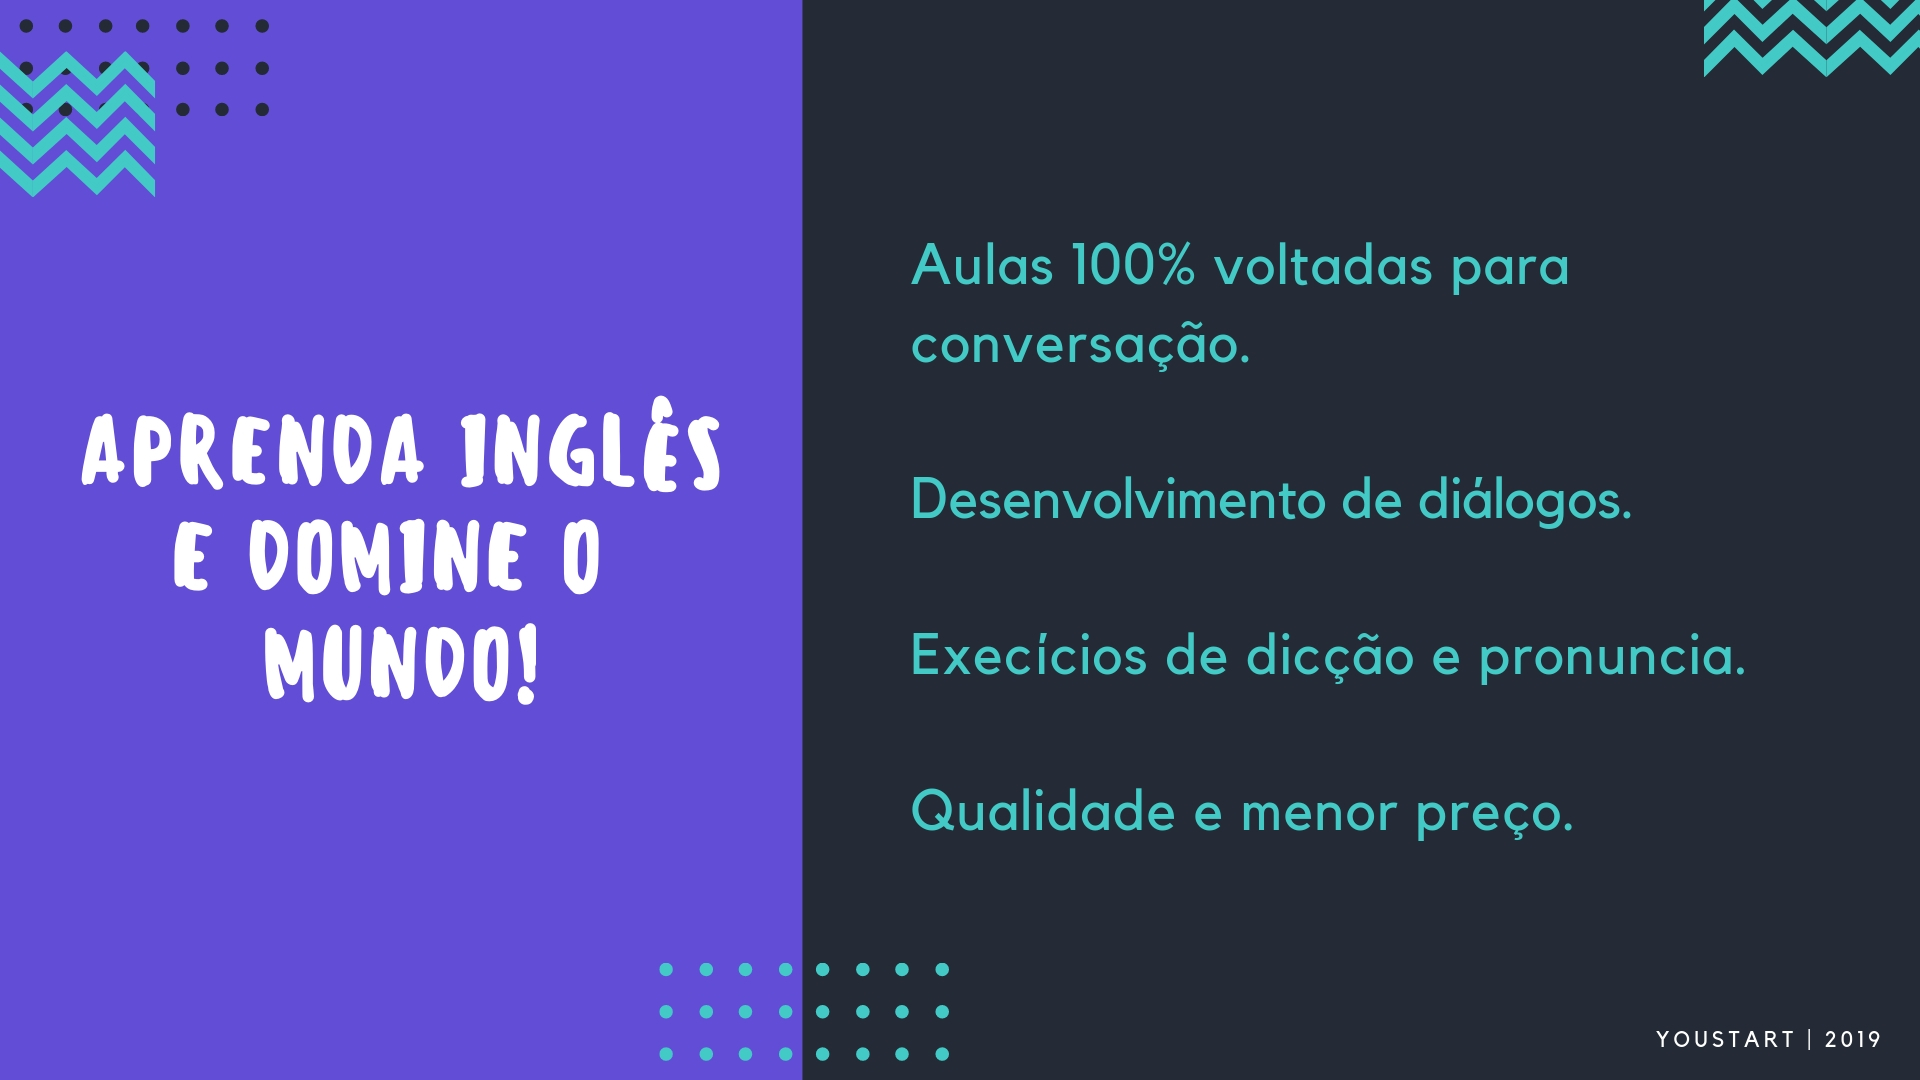 APRENDA INGLÊS
E DOMINE O
MUNDO!
Aulas 100% voltadas para
conversação.
Desenvolvimento de diálogos.
Execícios de dicção e pronuncia.
Qualidade e menor preço.
YOUSTART | 2019